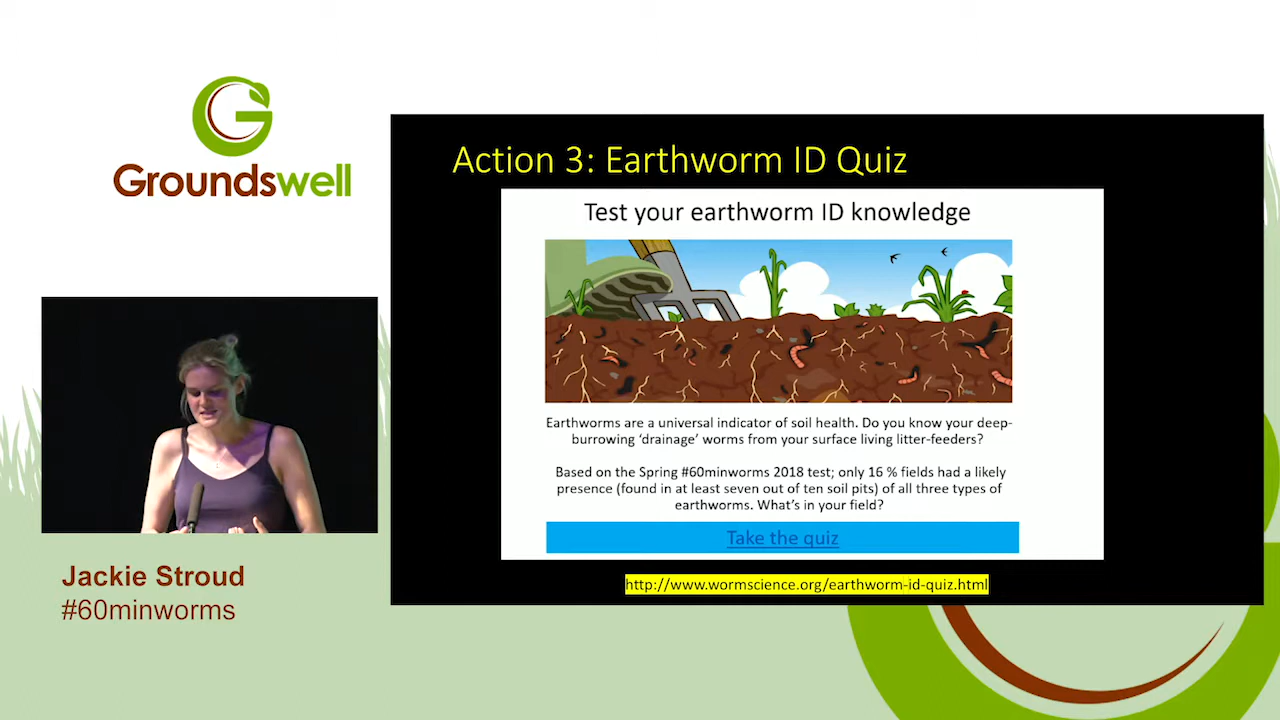 Groundswell
Action 3: Earthworm ID Quiz
Test your earthworm ID knowledge
Earthworms are a universal indicator of soil health. Do you know your deep-
burrowing ‘drainage’ worms from your surface living litter-feeders?
Based on the Spring #60minworms 2018 test; only 16 % fields had a likely
presence (found in at least seven out of ten soil pits) of all three types of
earthworms. What’s in your field?
Take the quiz
http://www.wormscience.org/earthworm-id-quiz.html
Jackie Stroud
#60minworms